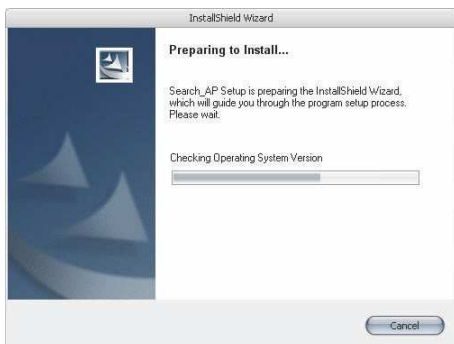 InstallShield Wizard
Preparing to Install...
Search_AP Setup is preparing the InstallShield Wizard,
which will guide you through the program setup process.
Please wait.
Checking Operating System Version
Cancel